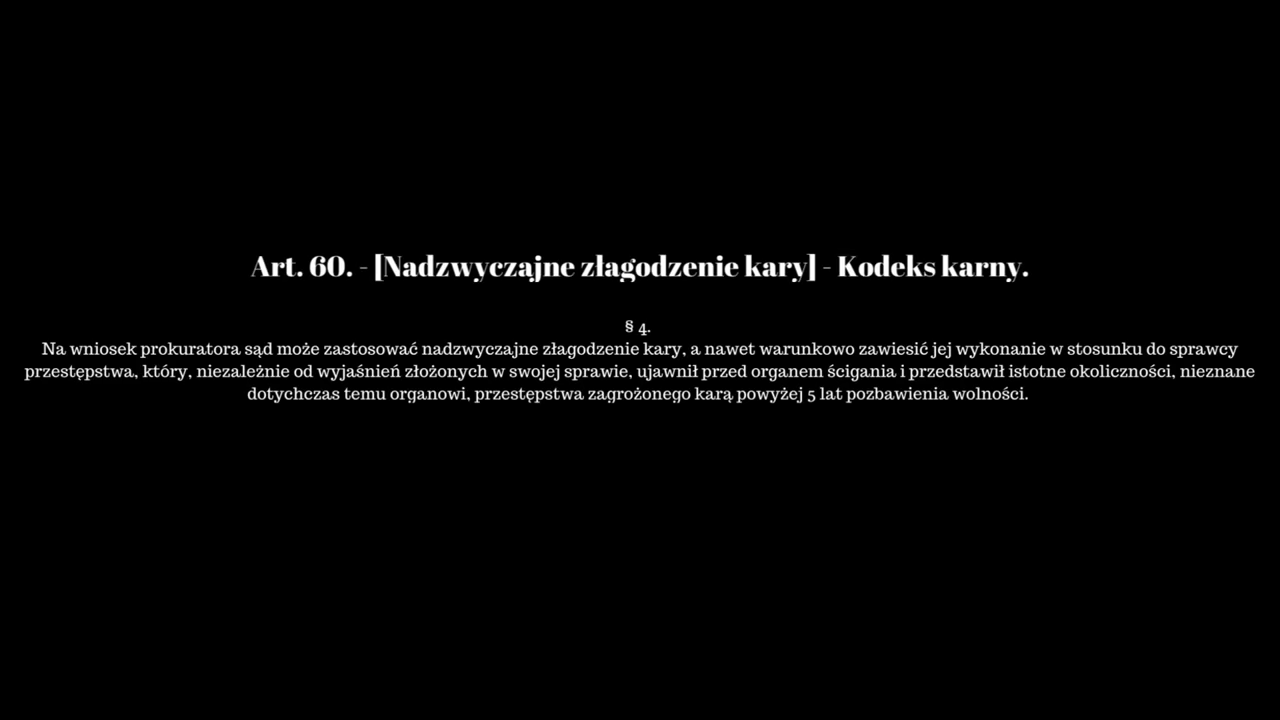 Art. 60. - [Nadzwyczajne złagodzenie kary] - Kodeks karny.
§ 4.
Na wniosek prokuratora sąd może zastosować nadzwyczajne złagodzenie kary, a nawet warunkowo zawiesić jej wykonanie w stosunku do sprawcy
przestępstwa, który, niezależnie od wyjaśnień złożonych w swojej sprawie, ujawnił przed organem ścigania i przedstawił istotne okoliczności, nieznane
dotychczas temu organowi, przestępstwa zagrożonego karą powyżej 5 lat pozbawienia wolności.